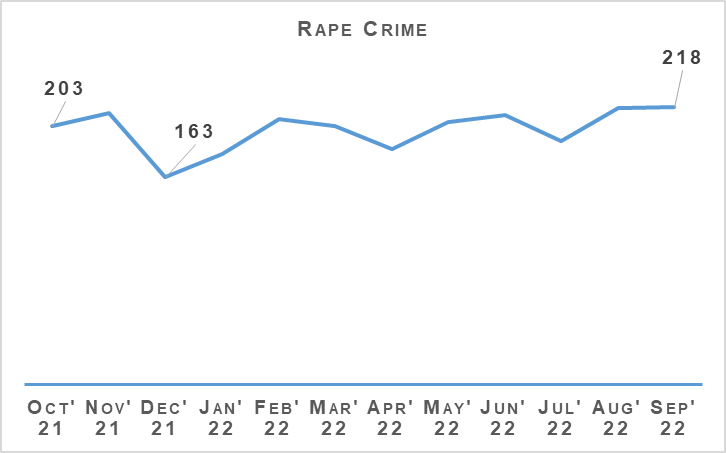 Rape Crime
203
163
218
Oct' Nov' Dec' Jan' Feb' Mar' Apr' May' Jun' Jul' Aug' Sep'
21 21 21 22 22 22 22 22 22 22 22 22